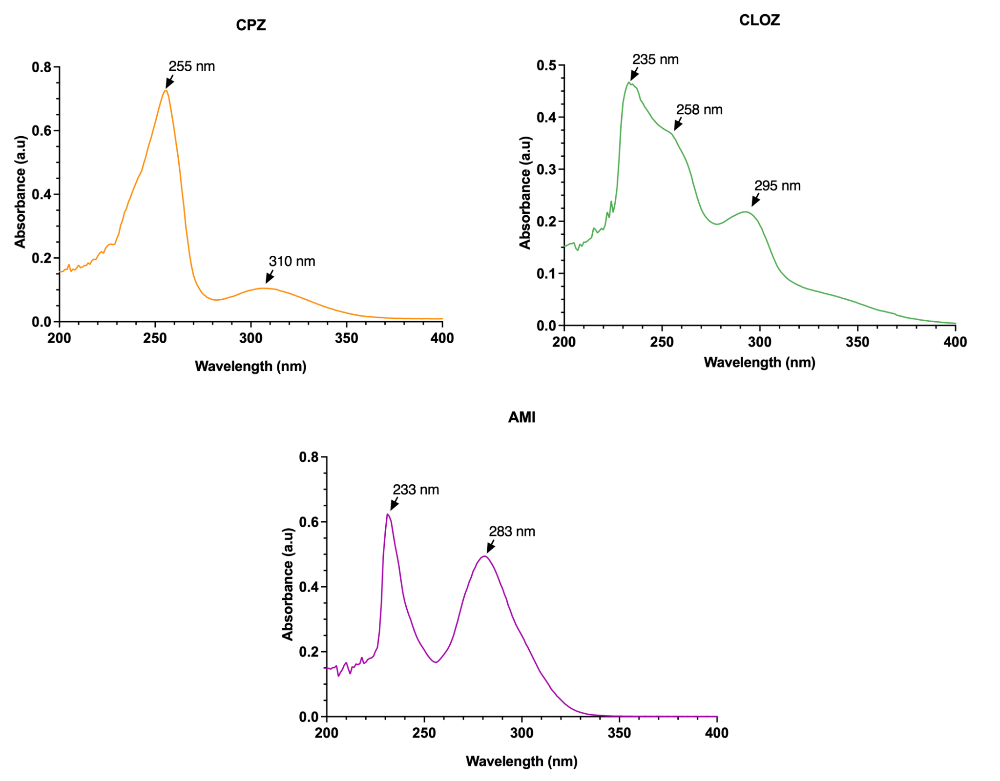 CPZ
0.8
0.6
0.4
0.2
0.0
Absorbance (a.u)
255 nm
310 nm
200 250 300 350 400
Wavelength (nm)
CLOZ
0.5
0.4
0.3
0.2
0.1
0.0
Absorbance (a.u)
235 nm
258 nm
295 nm
200 250 300 350 400
Wavelength (nm)
AMI
0.8
0.6
0.4
0.2
0.0
Absorbance (a.u)
233 nm
283 nm
200 250 300 350 400
Wavelength (nm)